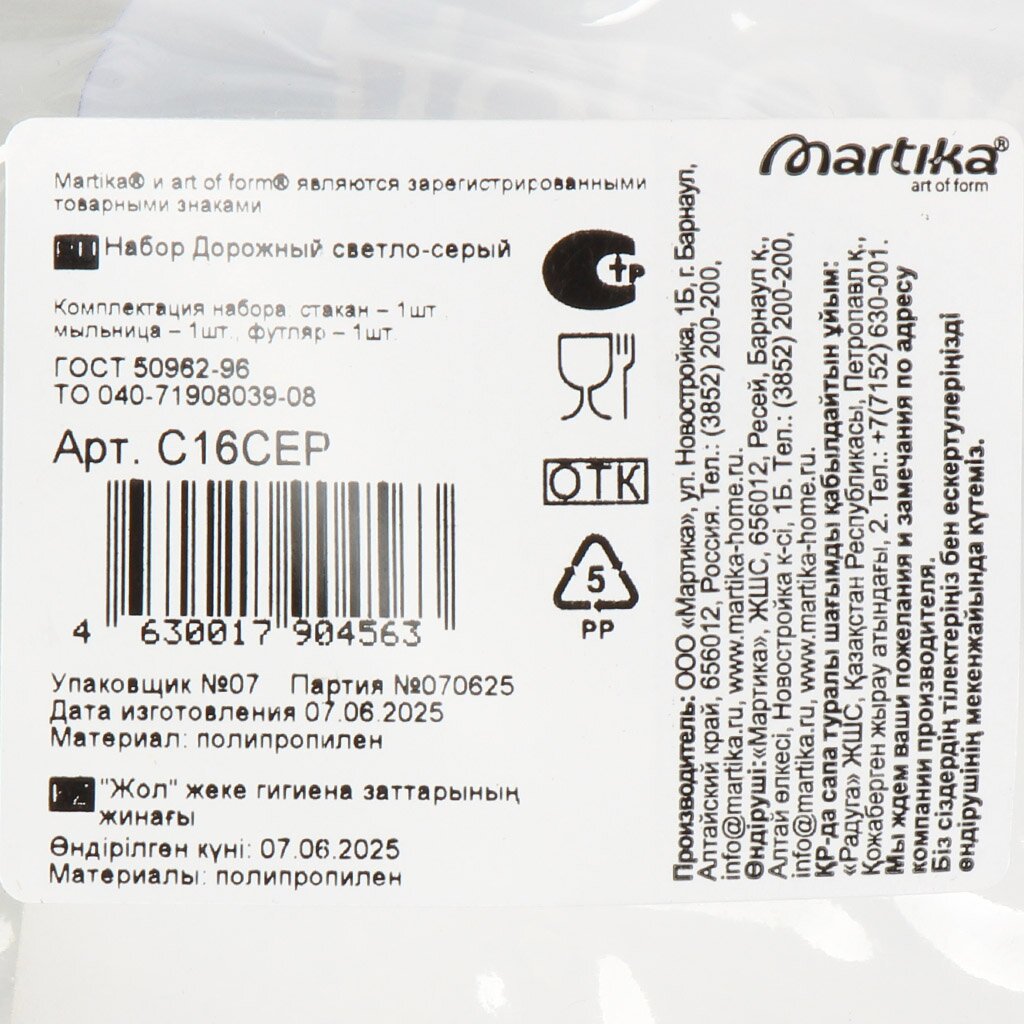 Martika®
art of form
Martika® и art of form® являются зарегистрированными
товарными знаками
Набор Дорожный светло-серый
Комплектация набора: стакан – 1шт.,
мыльница – 1шт., футляр – 1шт.
ГОСТ 50962-96
ТО 040-71908039-08
Арт. С16СЕР
4 630017 904563
Упаковщик №07 Партия №070625
Дата изготовления 07.06.2025
Материал: полипропилен
KZ "Жол" жеке гигиена заттарының
жинағы
Өндірілген күні: 07.06.2025
Материалы: полипропилен
ОТК
5
PP
Производитель: ООО «Мартика», ул. Новостройка, 1Б, г. Барнаул,
Алтайский край, 656012, Россия. Тел.: (3852) 200-200,
info@martika.ru, www.martika-home.ru.
Өндіруші:«Мартика», ЖШС, 656012, Ресей, Барнаул к.,
Алтай өлкесі, Новостройка к-сі, 1Б. Тел.: (3852) 200-200,
info@martika.ru, www.martika-home.ru.
ҚР-да сапа туралы шағымды қабылдайтын ұйым:
«Радуга» ЖШС, Қазақстан Республикасы, Петропавл қ.,
Қожаберген жырау атындағы, 2. Тел.: +7(7152) 630-001.
Мы ждем ваши пожелания и замечания по адресу
компании производителя.
Біз сіздердің тілектеріңіз бен ескертулеріңізді
өндірушінің мекенжайында күтеміз.